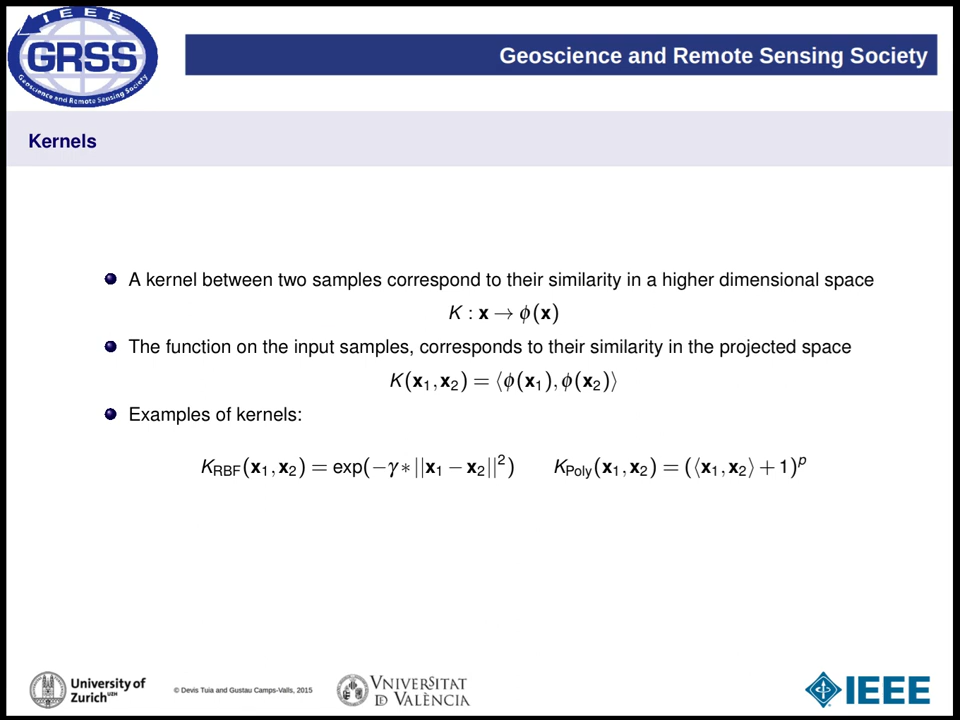 IEEE
GRSS
Geoscience and Remote Sensing Society
Geoscience and Remote Sensing Society
Kernels
A kernel between two samples correspond to their similarity in a higher dimensional space
K : x → ϕ(x)
The function on the input samples, corresponds to their similarity in the projected space
K(x₁, x₂) = ⟨ϕ(x₁), ϕ(x₂)⟩
Examples of kernels:
K_RBF(x₁, x₂) = exp(−γ ∗ ||x₁ − x₂||²) K_Poly(x₁, x₂) = (⟨x₁, x₂⟩ + 1)^p
University of
Zurich UZH
© Devis Tuia and Gustau Camps-Valls, 2015
VNIVERSITAT
DE VALÈNCIA
IEEE